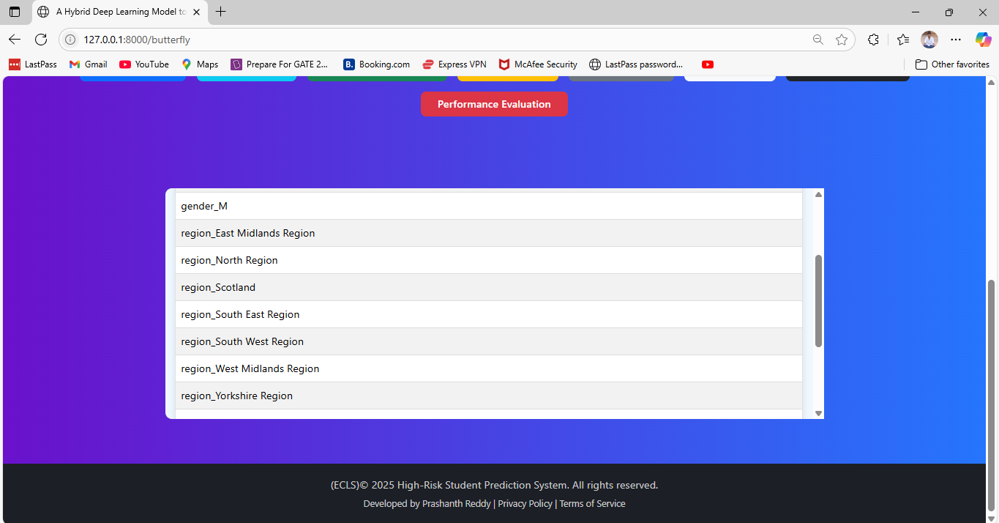 A Hybrid Deep Learning Model to
127.0.0.1:8000/butterfly
LastPass Gmail YouTube Maps Prepare For GATE 2... B. Booking.com Express VPN McAfee Security LastPass password... Other favorites
Performance Evaluation
gender_M
region_East Midlands Region
region_North Region
region_Scotland
region_South East Region
region_South West Region
region_West Midlands Region
region_Yorkshire Region
(ECLS)© 2025 High-Risk Student Prediction System. All rights reserved.
Developed by Prashanth Reddy | Privacy Policy | Terms of Service